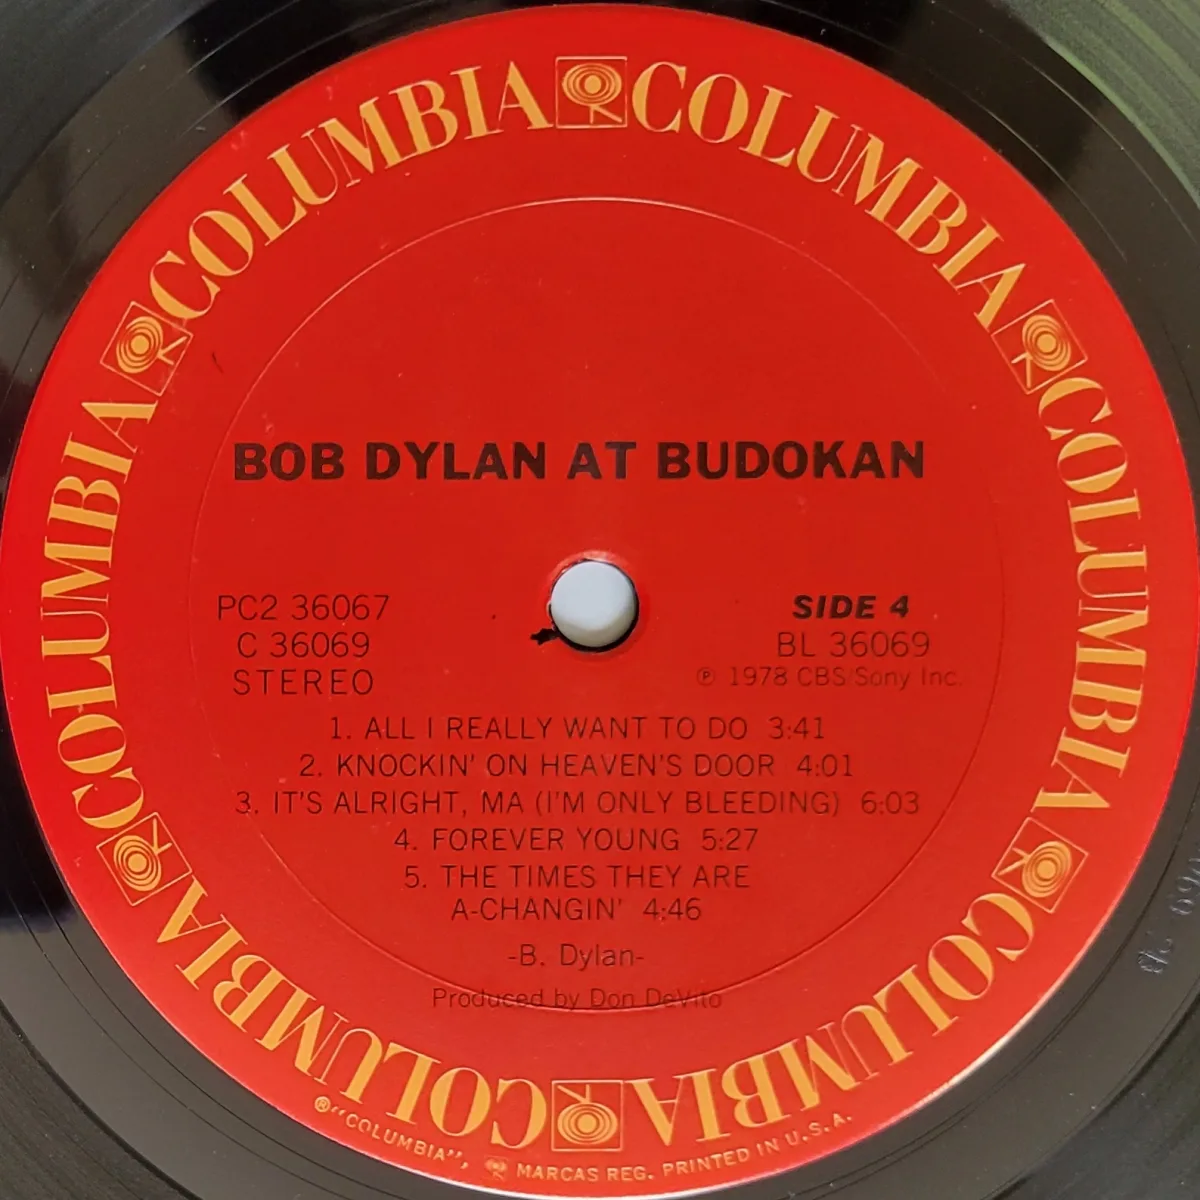 COLUMBIA COLUMBIA COLUMBIA COLUMBIA COLUMBIA COLUMBIA
BOB DYLAN AT BUDOKAN
PC2 36067
C 36069
STEREO
SIDE 4
BL 36069
℗ 1978 CBS/Sony Inc.
1. ALL I REALLY WANT TO DO 3:41
2. KNOCKIN' ON HEAVEN'S DOOR 4:01
3. IT'S ALRIGHT, MA (I'M ONLY BLEEDING) 6:03
4. FOREVER YOUNG 5:27
5. THE TIMES THEY ARE
A-CHANGIN' 4:46
-B. Dylan-
Produced by Don DeVito
®"COLUMBIA", MARCAS REG. PRINTED IN U.S.A.